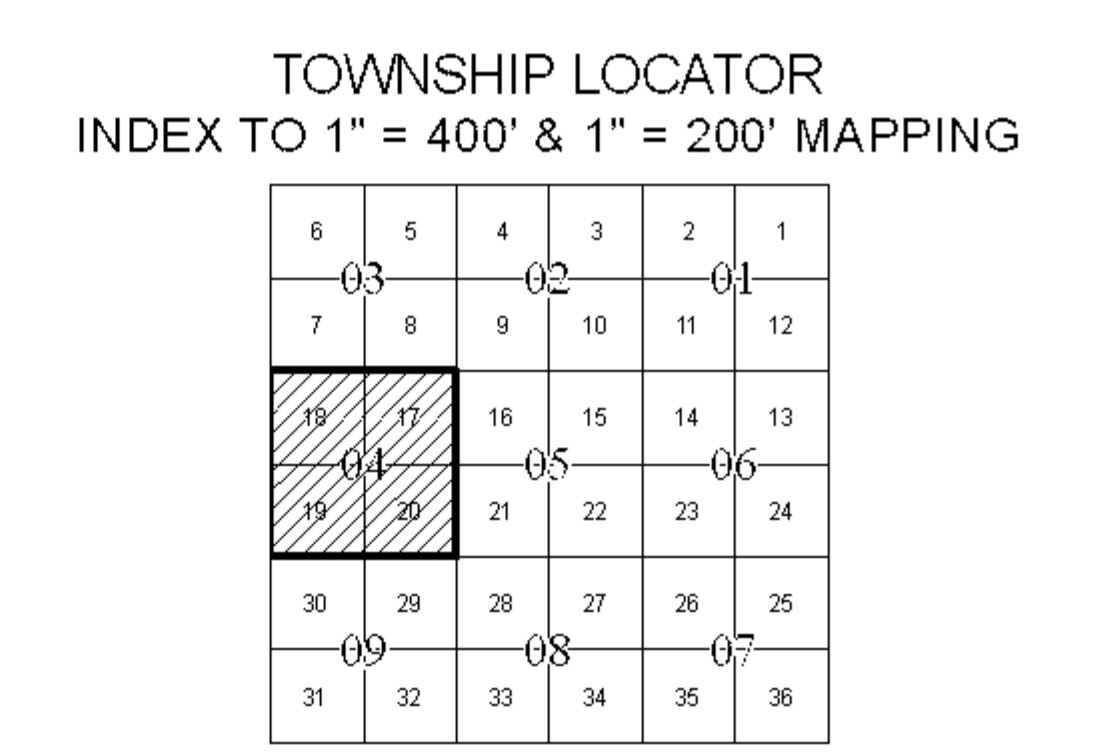 TOWNSHIP LOCATOR
INDEX TO 1" = 400' & 1" = 200' MAPPING
6 5 4 3 2 1
03 02 01
7 8 9 10 11 12
18 17 16 15 14 13
04 05 06
19 20 21 22 23 24
30 29 28 27 26 25
09 08 07
31 32 33 34 35 36